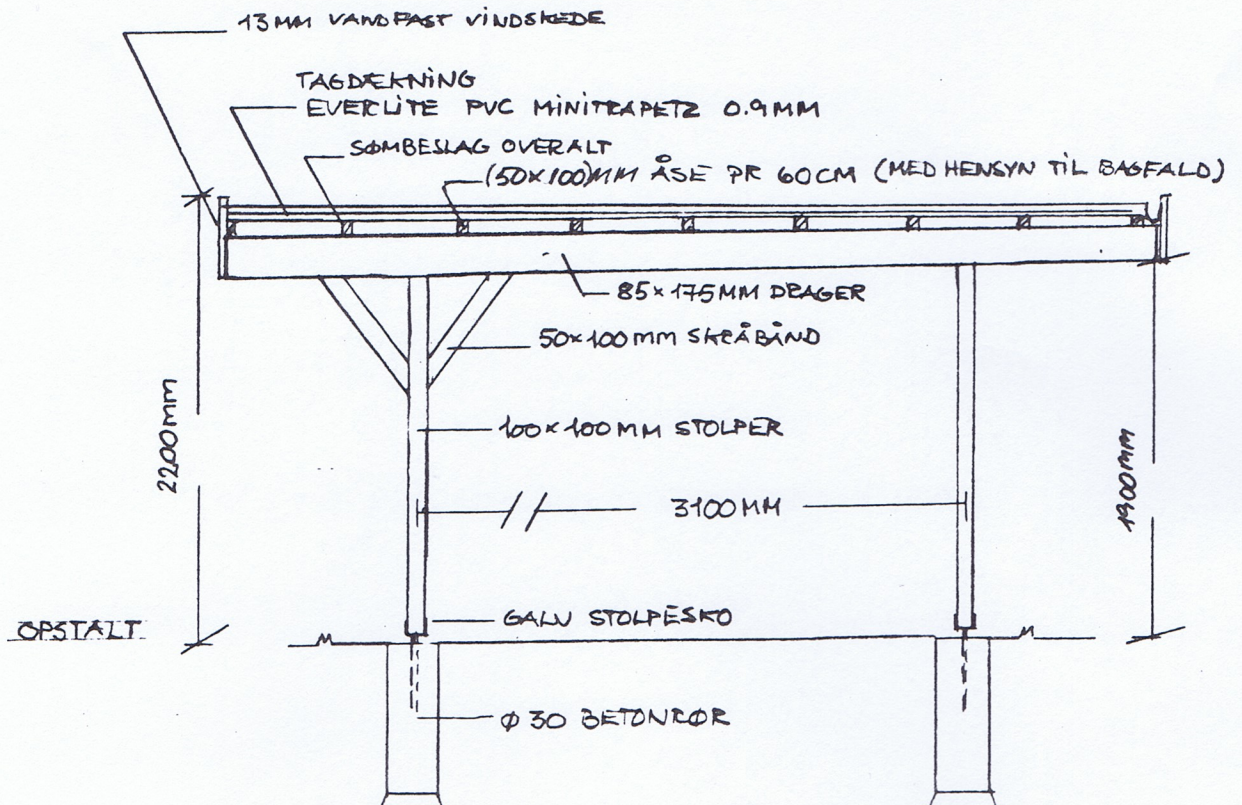 13MM VANDFAST VINDSKEDE
TAGDÆKNING
EVERLITE PVC MINITRAPETZ 0.9MM
SØMBESLAG OVERALT
(50×100)MM ÅSE PR 60CM (MED HENSYN TIL BAGFALD)
85×175MM DRAGER
50×100MM SKRÅBÅND
100×100MM STOLPER
2200MM
3100MM
1900MM
GALV STOLPESKO
OPSTALT.
Ø 30 BETONRØR